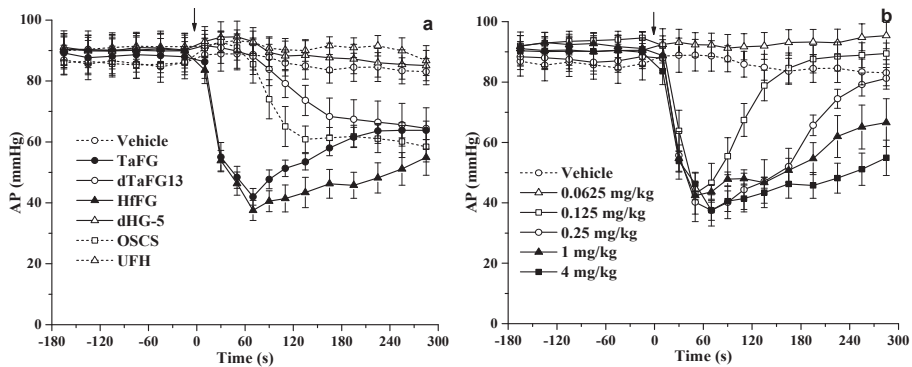 a
AP (mmHg)
100
80
60
40
20
0
Vehicle
TaFG
dTaFG13
HfFG
dHG-5
OSCS
UFH
-180 -120 -60 0 60 120 180 240 300
Time (s)
b
AP (mmHg)
100
80
60
40
20
0
Vehicle
0.0625 mg/kg
0.125 mg/kg
0.25 mg/kg
1 mg/kg
4 mg/kg
-180 -120 -60 0 60 120 180 240 300
Time (s)